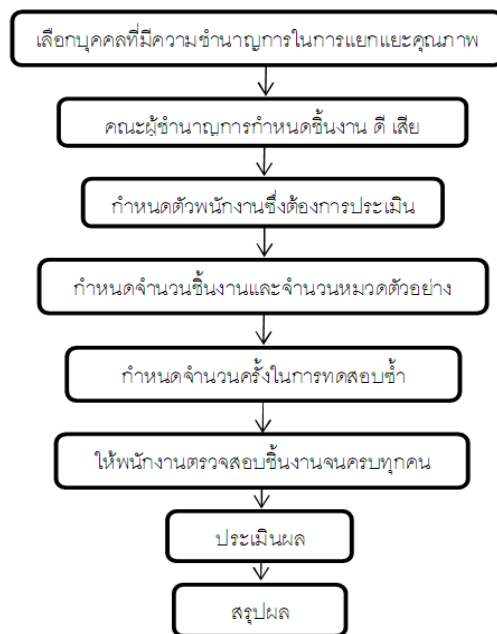 เลือกบุคคลที่มีความชำนาญการในการแยกแยะคุณภาพ
คณะผู้ชำนาญการกำหนดชิ้นงาน ดี เสีย
กำหนดตัวพนักงานซึ่งต้องการประเมิน
กำหนดจำนวนชิ้นงานและจำนวนหมวดตัวอย่าง
กำหนดจำนวนครั้งในการทดสอบซ้ำ
ให้พนักงานตรวจสอบชิ้นงานจนครบทุกคน
ประเมินผล
สรุปผล